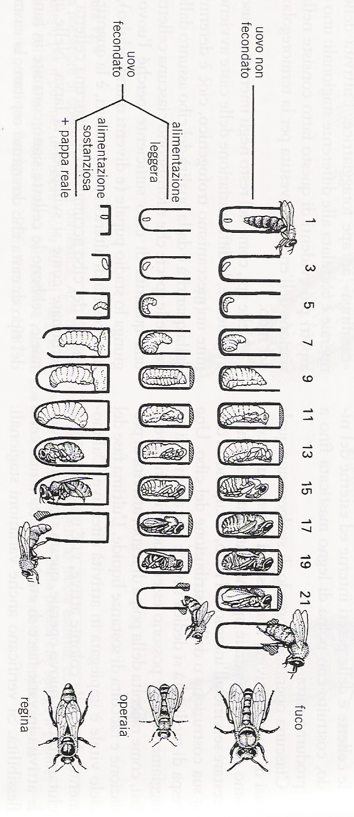 1 3 5 7 9 11 13 15 17 19 21
uovo non
fecondato
fuco
uovo
fecondato
alimentazione
leggera
operaia
alimentazione
sostanziosa
+ pappa reale
regina